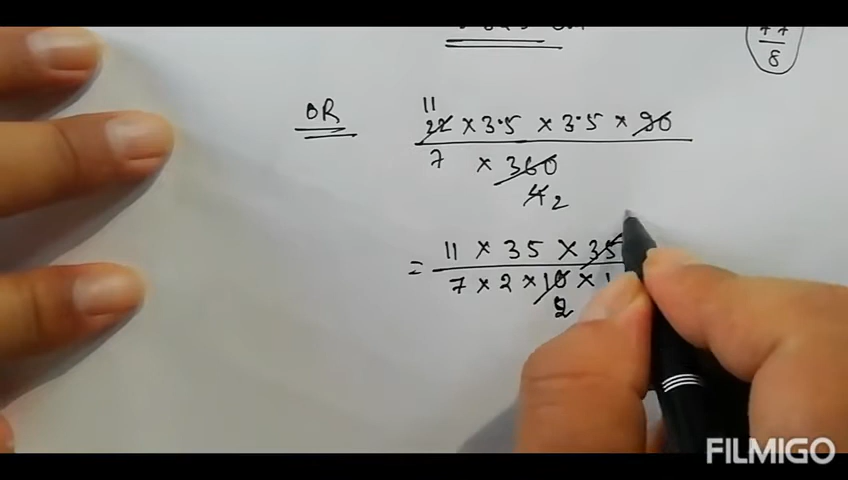 77
8
OR
11
22 × 3.5 × 3.5 × 90
7 × 360
4 2
= 11 × 35 × 35
7 × 2 × 10 × 1
2
FILMIGO